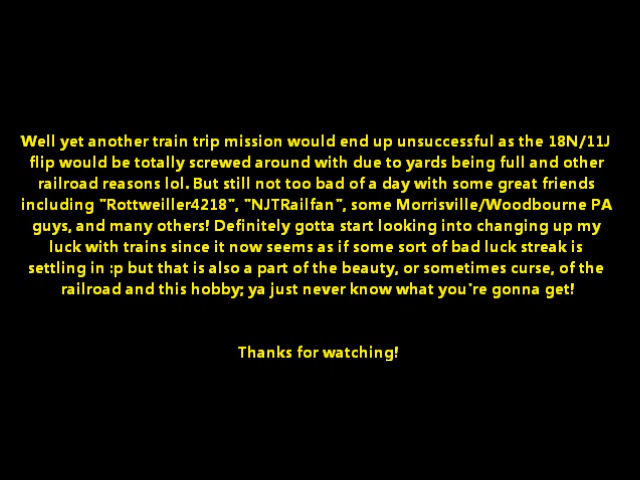 Well yet another train trip mission would end up unsuccessful as the 18N/11J
flip would be totally screwed around with due to yards being full and other
railroad reasons lol. But still not too bad of a day with some great friends
including "Rottweiller4218", "NJTRailfan", some Morrisville/Woodbourne PA
guys, and many others! Definitely gotta start looking into changing up my
luck with trains since it now seems as if some sort of bad luck streak is
settling in :p but that is also a part of the beauty, or sometimes curse, of the
railroad and this hobby; ya just never know what you're gonna get!
Thanks for watching!